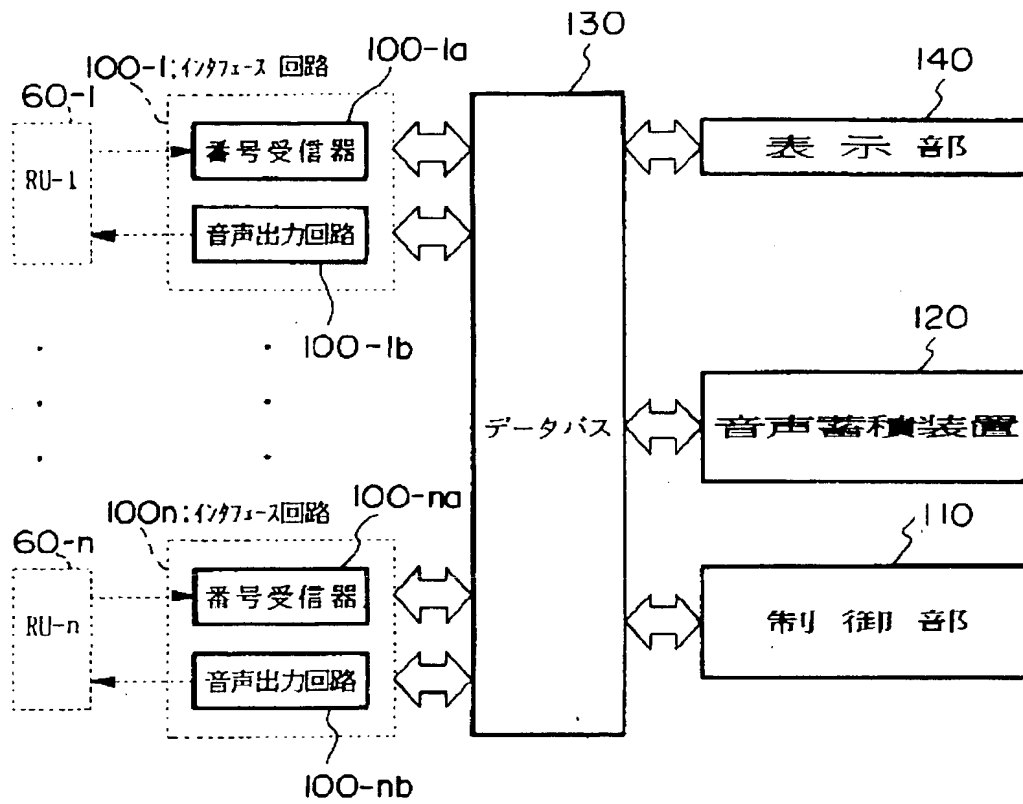 130
100-1a
140
100-1:インタフェース 回路
60-1
番号受信器
表示部
RU-1
音声出力回路
100-1b
120
データバス
音声蓄積装置
100-na
100n:インタフェース回路
110
60-n
番号受信器
制御部
RU-n
音声出力回路
100-nb